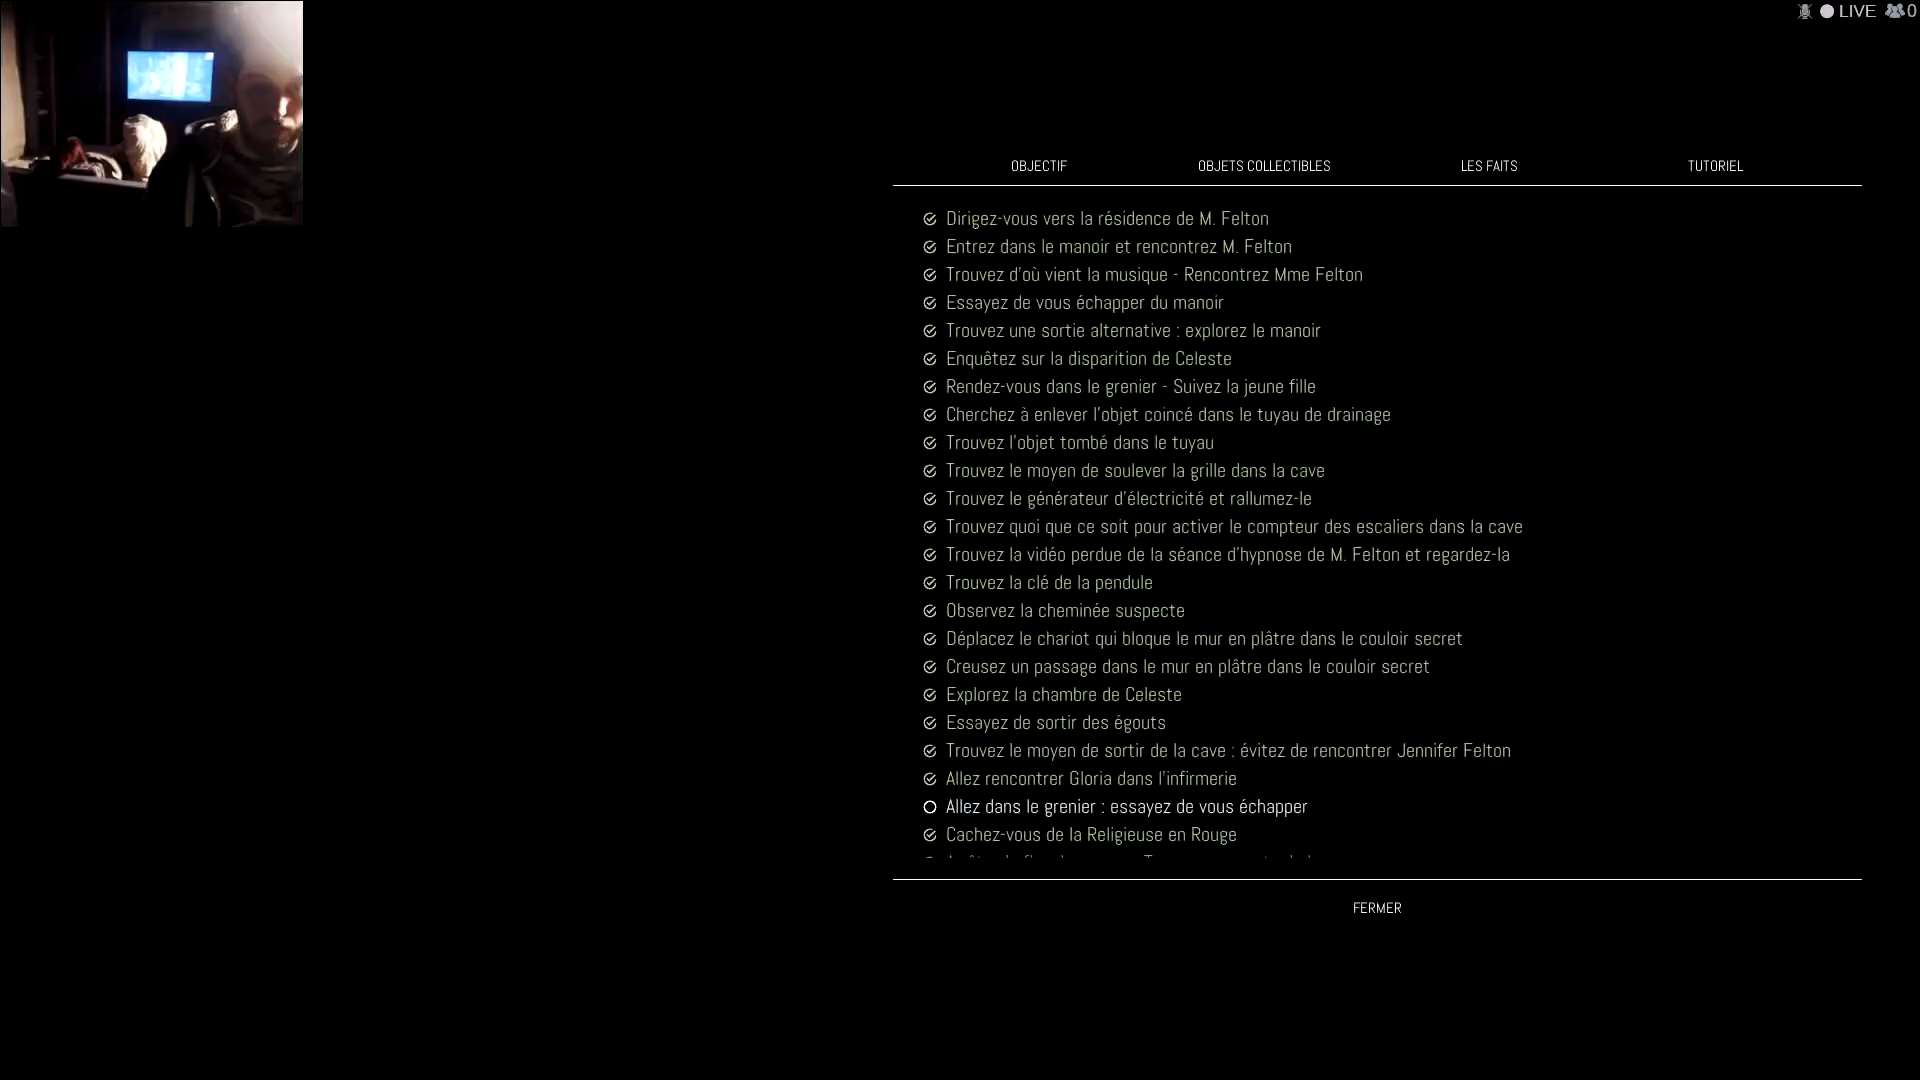 LIVE 0
OBJECTIF OBJETS COLLECTIBLES LES FAITS TUTORIEL
Dirigez-vous vers la résidence de M. Felton
Entrez dans le manoir et rencontrez M. Felton
Trouvez d'où vient la musique - Rencontrez Mme Felton
Essayez de vous échapper du manoir
Trouvez une sortie alternative : explorez le manoir
Enquêtez sur la disparition de Celeste
Rendez-vous dans le grenier - Suivez la jeune fille
Cherchez à enlever l'objet coincé dans le tuyau de drainage
Trouvez l'objet tombé dans le tuyau
Trouvez le moyen de soulever la grille dans la cave
Trouvez le générateur d'électricité et rallumez-le
Trouvez quoi que ce soit pour activer le compteur des escaliers dans la cave
Trouvez la vidéo perdue de la séance d'hypnose de M. Felton et regardez-la
Trouvez la clé de la pendule
Observez la cheminée suspecte
Déplacez le chariot qui bloque le mur en plâtre dans le couloir secret
Creusez un passage dans le mur en plâtre dans le couloir secret
Explorez la chambre de Celeste
Essayez de sortir des égouts
Trouvez le moyen de sortir de la cave : évitez de rencontrer Jennifer Felton
Allez rencontrer Gloria dans l'infirmerie
Allez dans le grenier : essayez de vous échapper
Cachez-vous de la Religieuse en Rouge
FERMER